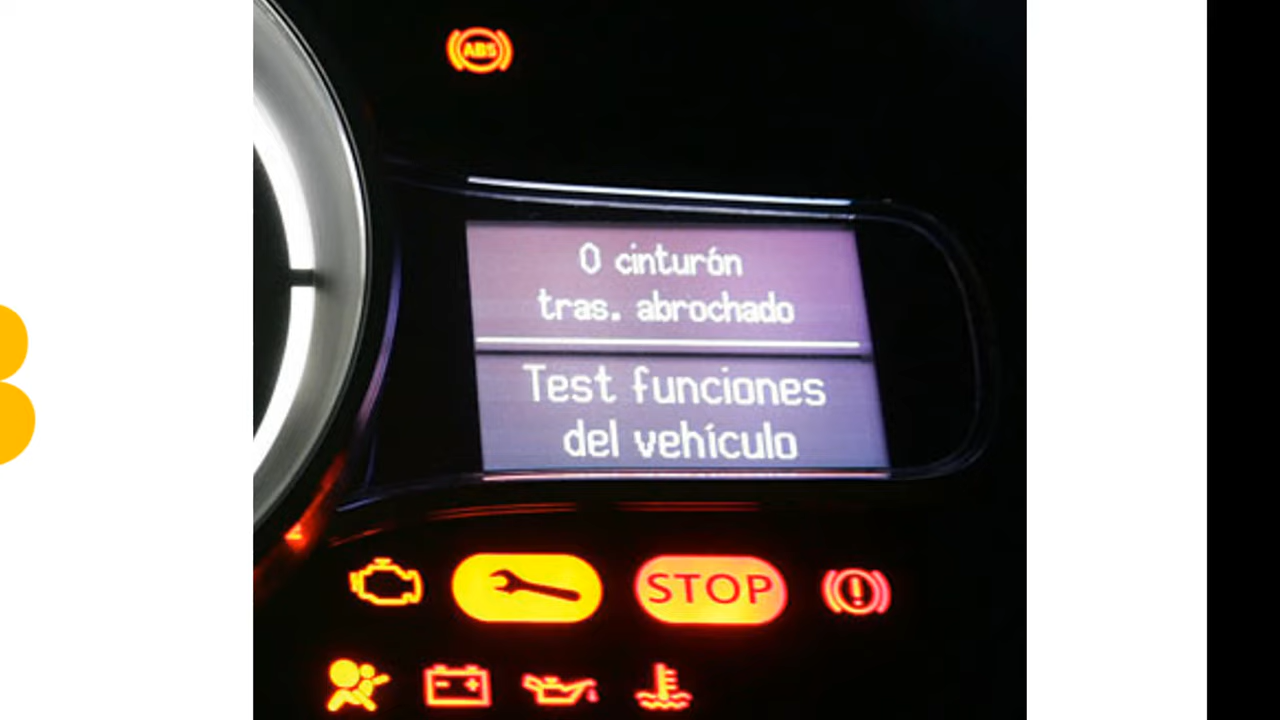 ABS
0 cinturón
tras. abrochado
Test funciones
del vehículo
STOP